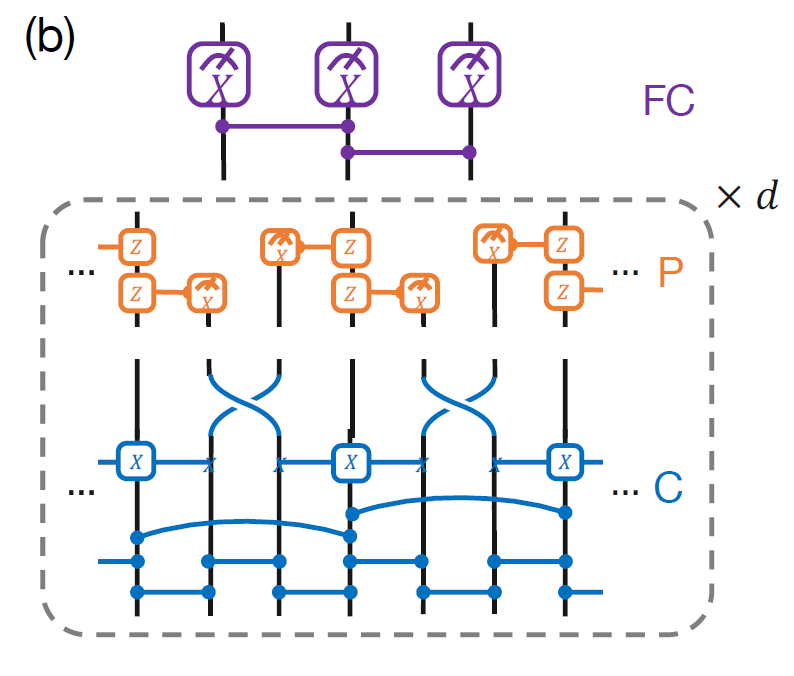 (b)
X X X FC
× d
Z X Z X Z
... Z X Z X Z ... P
X X X X X X X
... ... C